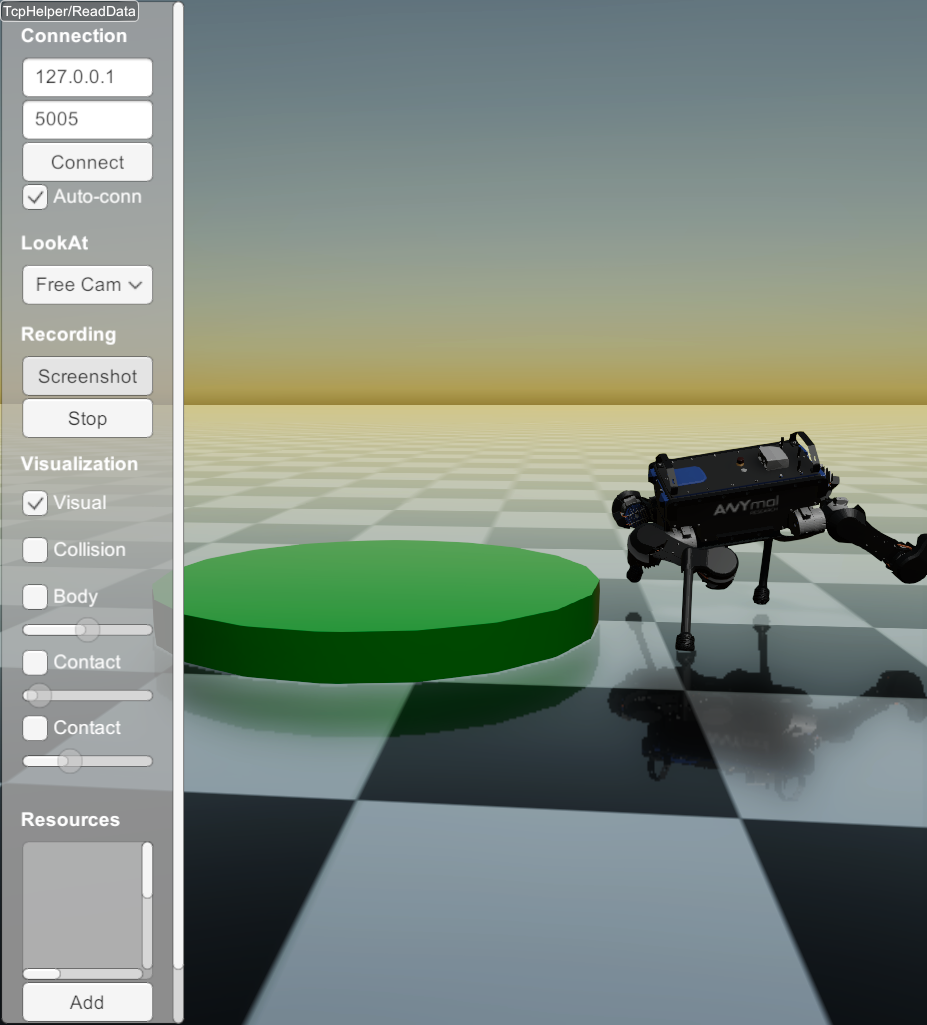 TcpHelper/ReadData
Connection
127.0.0.1
5005
Connect
Auto-conn
LookAt
Free Cam
Recording
Screenshot
Stop
Visualization
Visual
Collision
Body
Contact
Contact
Resources
Add
ANYmal